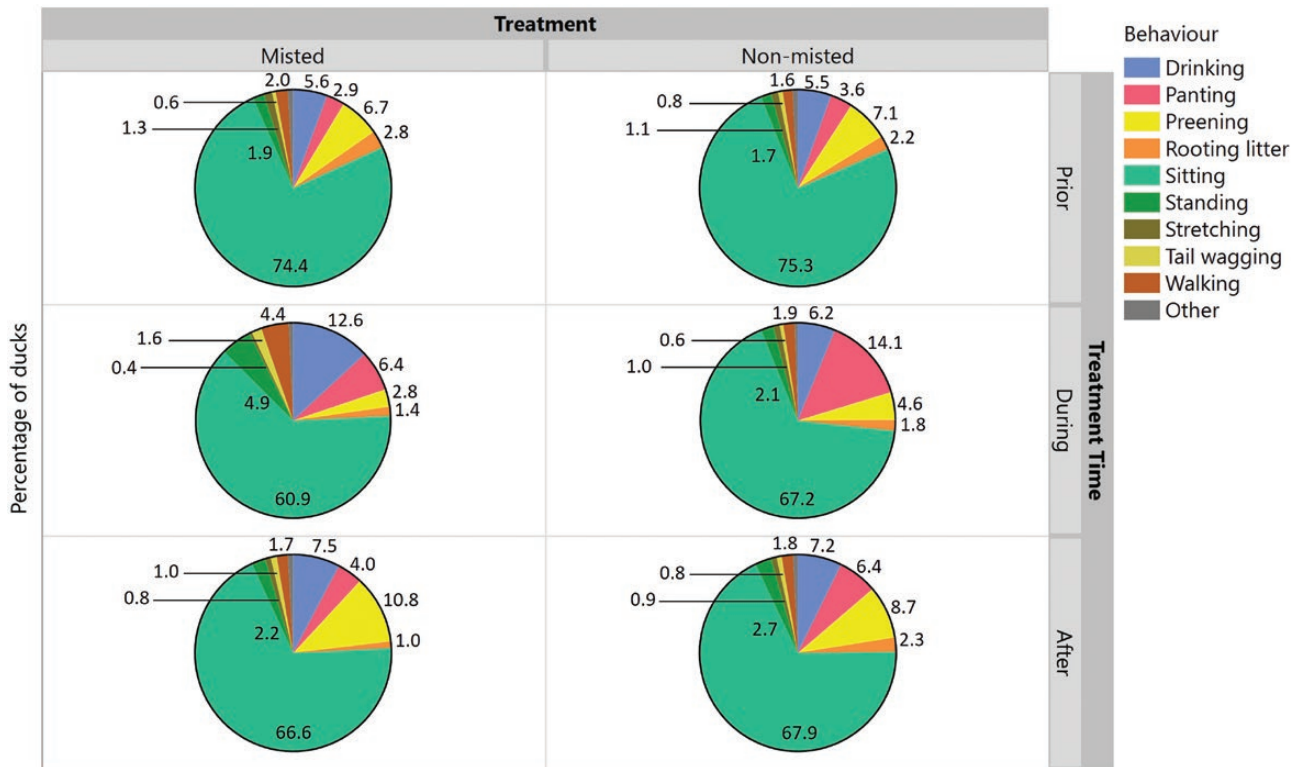 Treatment
Misted
Non-misted
Behaviour
Drinking
Panting
Preening
Rooting litter
Sitting
Standing
Stretching
Tail wagging
Walking
Other
Percentage of ducks
Treatment Time
Prior
2.0
5.6
2.9
6.7
2.8
0.6
1.3
1.9
74.4
1.6
5.5
3.6
7.1
2.2
0.8
1.1
1.7
75.3
During
4.4
12.6
6.4
2.8
1.4
1.6
0.4
4.9
60.9
1.9
6.2
14.1
4.6
1.8
0.6
1.0
2.1
67.2
After
1.7
7.5
4.0
10.8
1.0
1.0
0.8
2.2
66.6
1.8
7.2
6.4
8.7
2.3
0.8
0.9
2.7
67.9